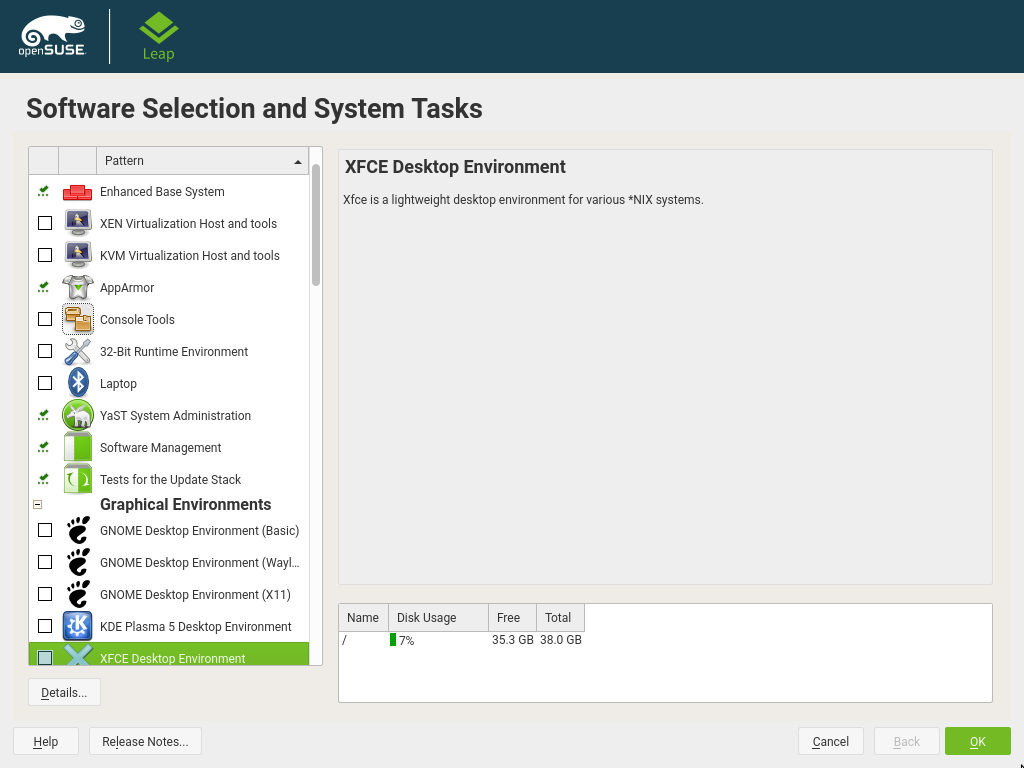 openSUSE.
Leap
Software Selection and System Tasks
Pattern
Enhanced Base System
XEN Virtualization Host and tools
KVM Virtualization Host and tools
AppArmor
Console Tools
32-Bit Runtime Environment
Laptop
YaST System Administration
Software Management
Tests for the Update Stack
Graphical Environments
GNOME Desktop Environment (Basic)
GNOME Desktop Environment (Wayl...
GNOME Desktop Environment (X11)
KDE Plasma 5 Desktop Environment
XFCE Desktop Environment
Details...
XFCE Desktop Environment
Xfce is a lightweight desktop environment for various *NIX systems.
Name Disk Usage Free Total
/ 7% 35.3 GB 38.0 GB
Help Release Notes... Cancel Back OK